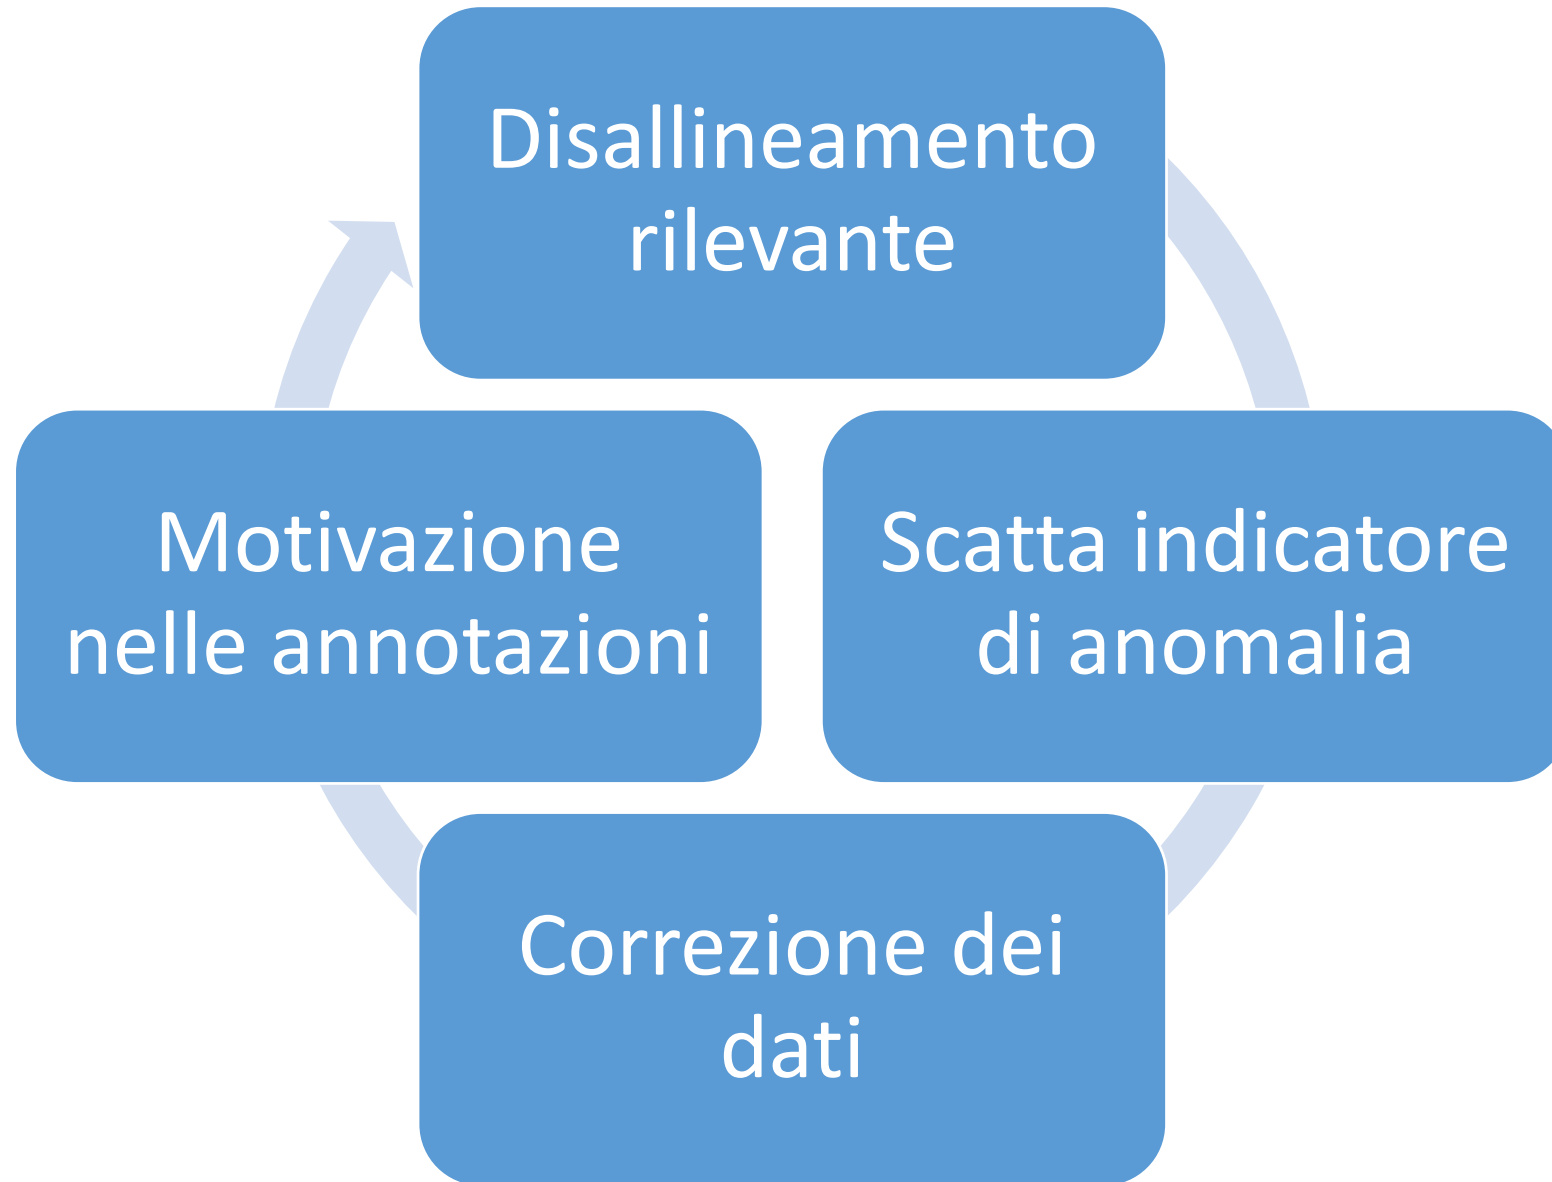 Disallineamento
rilevante
Scatta indicatore
di anomalia
Correzione dei
dati
Motivazione
nelle annotazioni